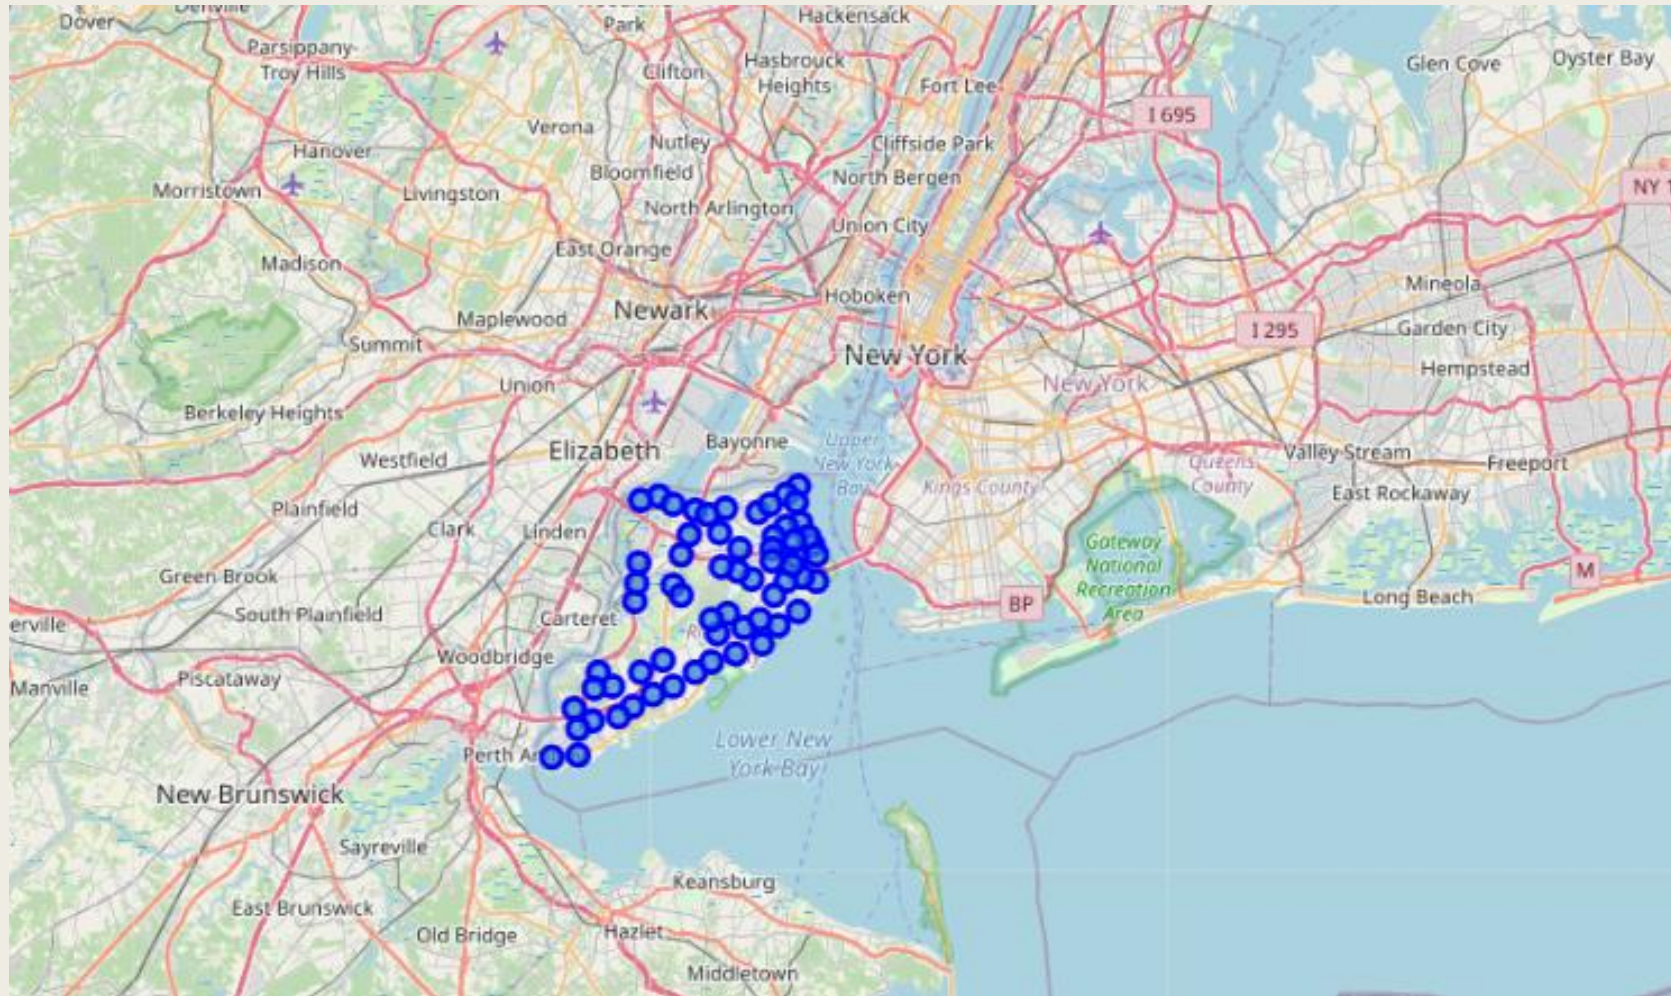 Dover
Denville
Park
Hackensack
Parsippany-
Troy Hills
Clifton
Hasbrouck
Heights
Fort Lee
Glen Cove
Oyster Bay
I 695
Verona
Nutley
Cliffside Park
Hanover
Bloomfield
North Bergen
Morristown
Livingston
NY
North Arlington
Union City
East Orange
Madison
Mineola
Hoboken
Newark
Maplewood
I 295
Garden City
Summit
New York
Hempstead
Union
New York
Berkeley Heights
Elizabeth
Bayonne
Upper
New York
Bay
Westfield
Kings County
Queens
County
Valley Stream
Freeport
East Rockaway
Plainfield
Clark
Linden
Gateway
National
Recreation
Area
Green Brook
M
South Plainfield
Carteret
BP
Long Beach
erville
Woodbridge
Manville
Piscataway
Perth
Lower New
York Bay
New Brunswick
Sayreville
Keansburg
East Brunswick
Old Bridge
Hazlet
Middletown